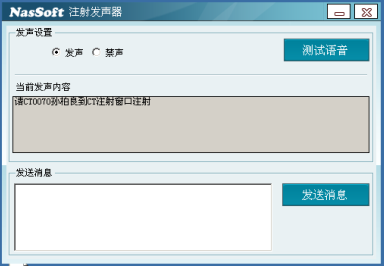 NasSoft 注射发声器
发声设置
发声 禁声
测试语音
当前发声内容
请CT0070孙柏良到CT注射窗口注射
发送消息
发送消息